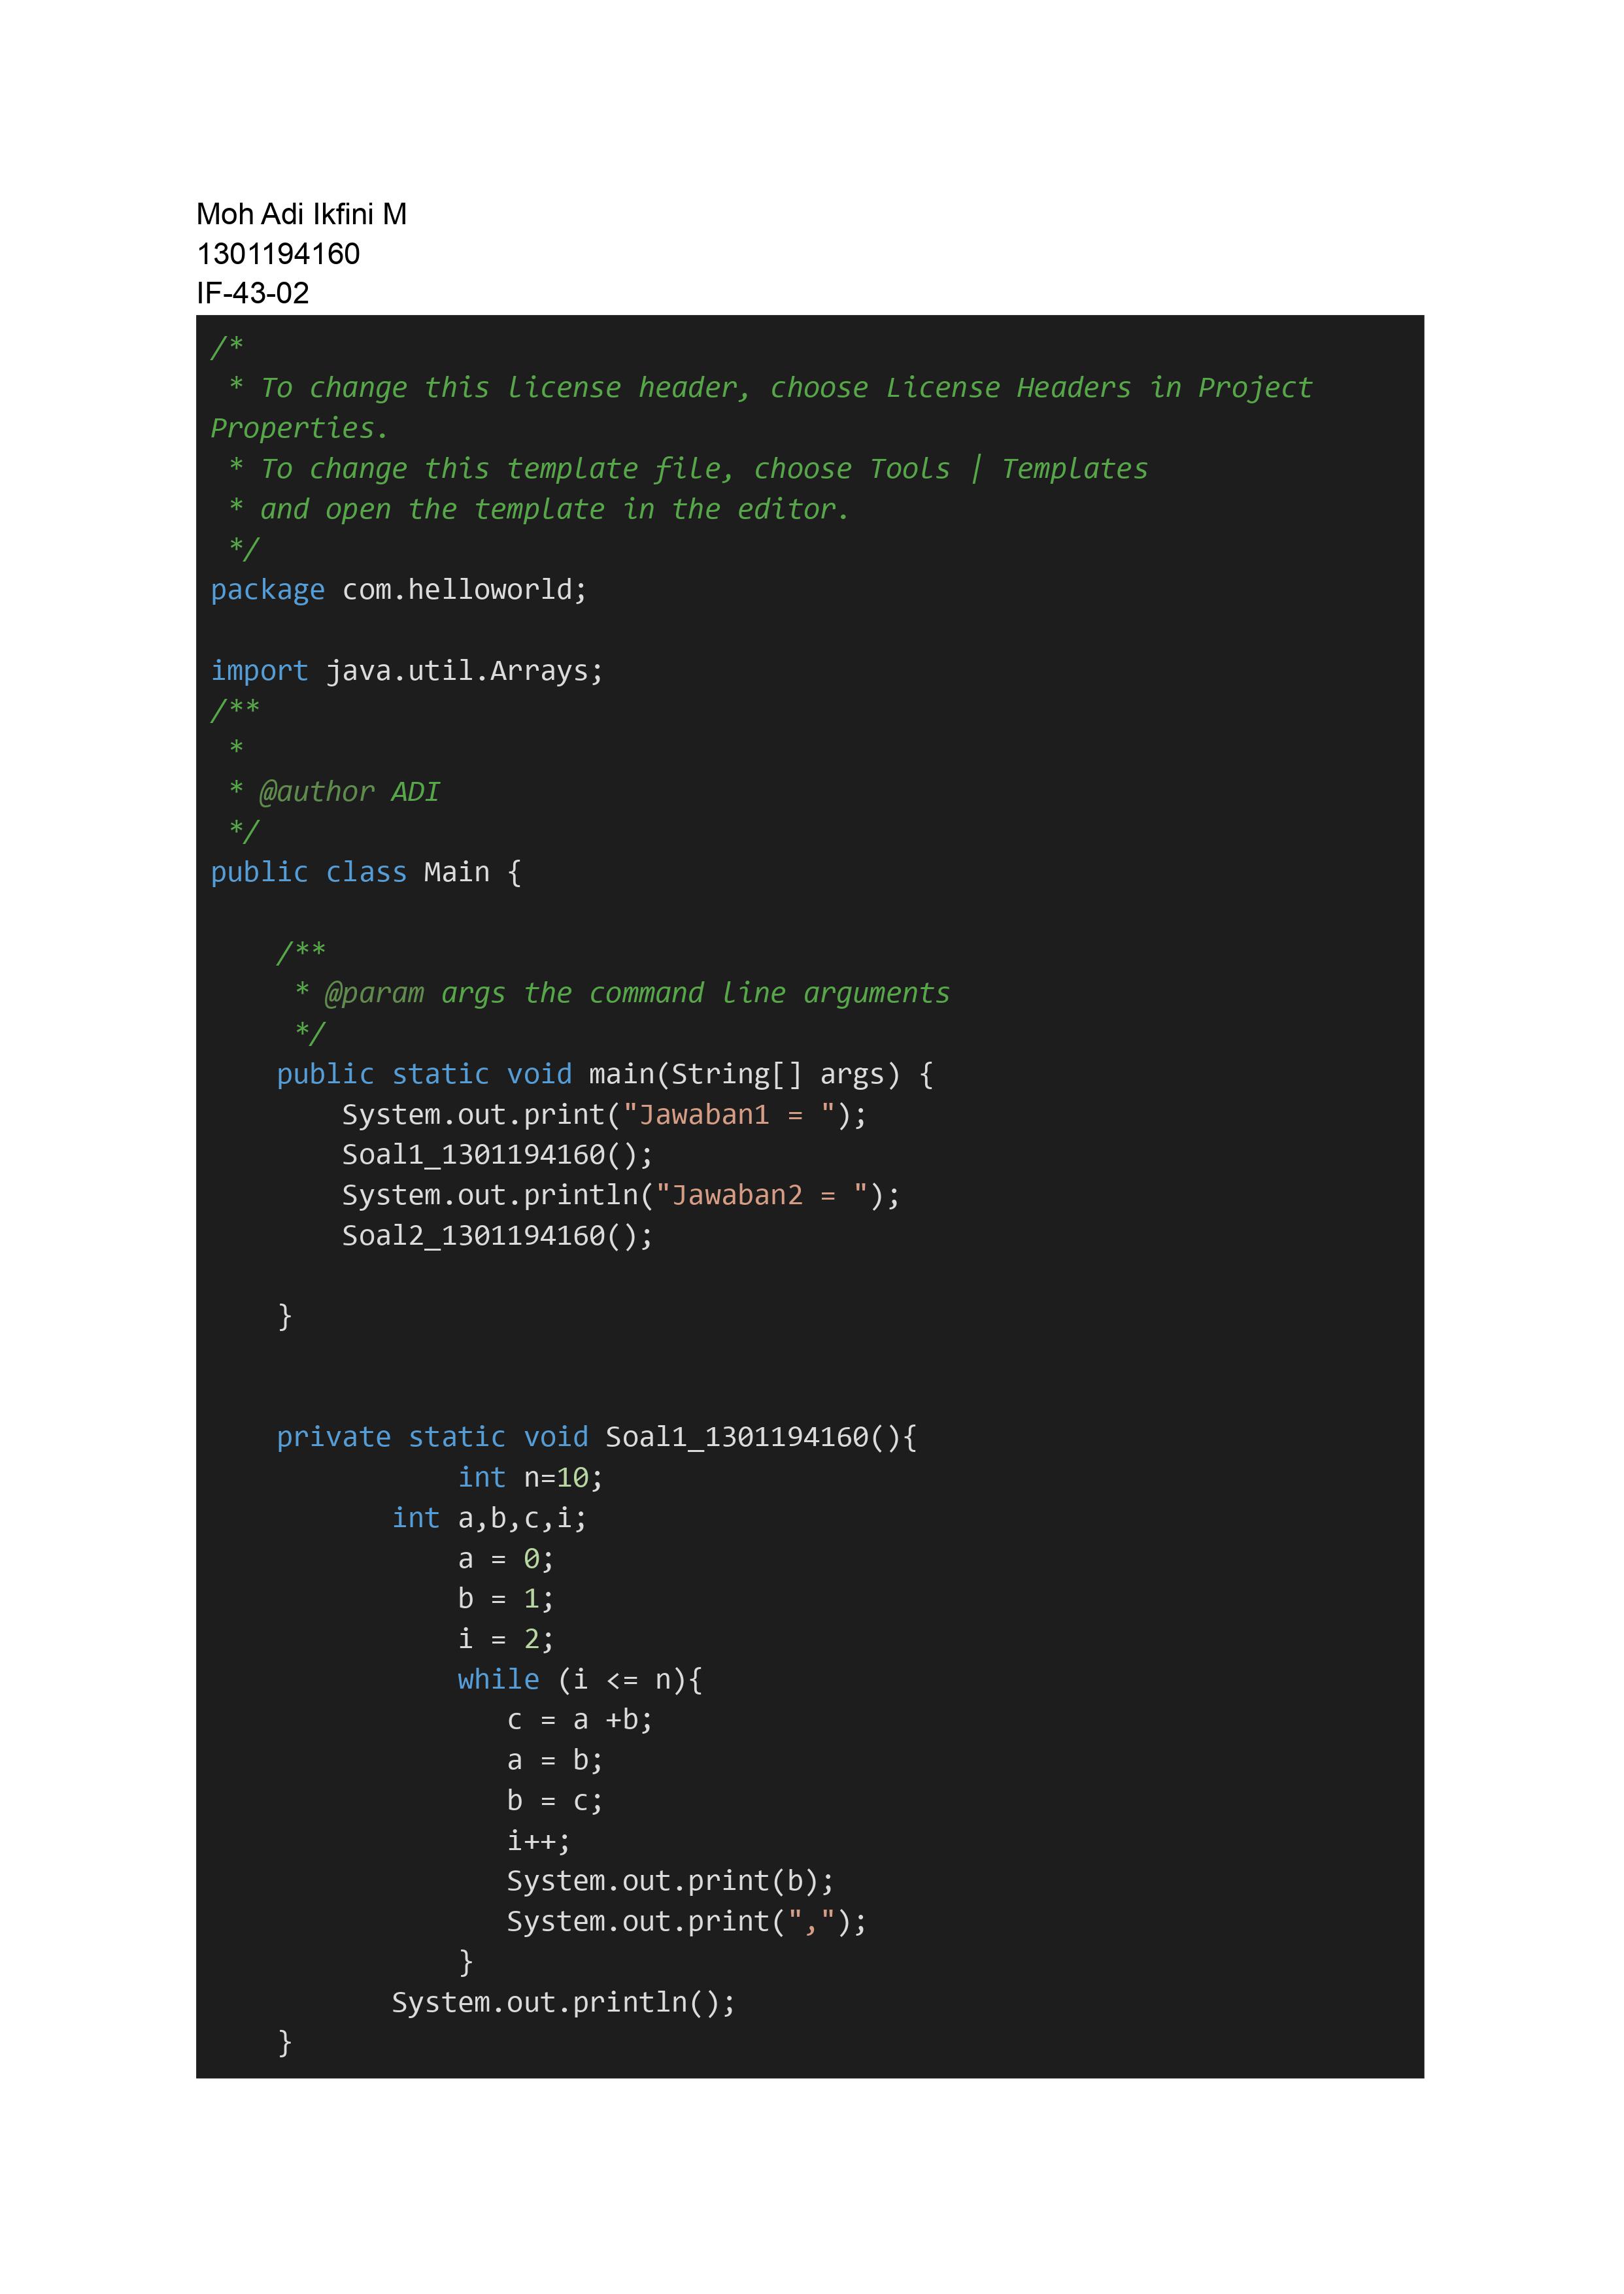 Moh Adi Ikfini M
1301194160
IF-43-02
/*
 * To change this license header, choose License Headers in Project
Properties.
 * To change this template file, choose Tools | Templates
 * and open the template in the editor.
 */
package com.helloworld;

import java.util.Arrays;
/**
 *
 * @author ADI
 */
public class Main {

    /**
     * @param args the command line arguments
     */
    public static void main(String[] args) {
        System.out.print("Jawaban1 = ");
        Soal1_1301194160();
        System.out.println("Jawaban2 = ");
        Soal2_1301194160();

    }


    private static void Soal1_1301194160(){
               int n=10;
           int a,b,c,i;
               a = 0;
               b = 1;
               i = 2;
               while (i <= n){
                  c = a +b;
                  a = b;
                  b = c;
                  i++;
                  System.out.print(b);
                  System.out.print(",");
               }
           System.out.println();
    }